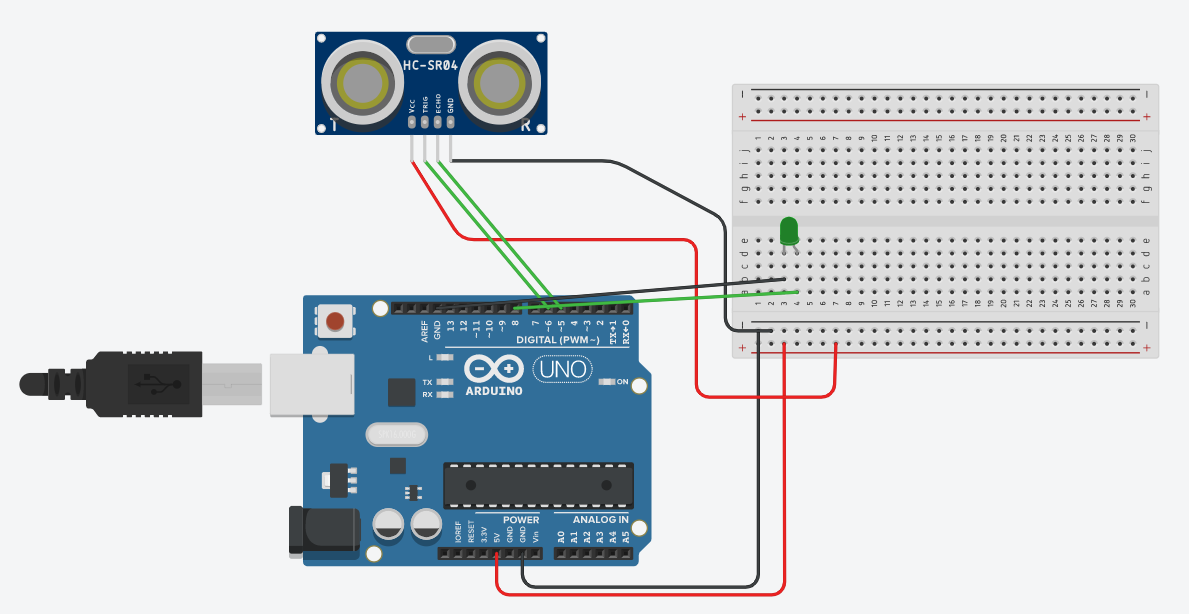 HC-SR04
VCC
TRIG
ECHO
GND
T
R
- -
+ +
1 2 3 4 5 6 7 8 9 10 11 12 13 14 15 16 17 18 19 20 21 22 23 24 25 26 27 28 29 30
j j
i i
h h
g g
f f
e e
d d
c c
b b
a a
1 2 3 4 5 6 7 8 9 10 11 12 13 14 15 16 17 18 19 20 21 22 23 24 25 26 27 28 29 30
- -
+ +
AREF
GND
13
12
~11
~10
~9
8
7
~6
~5
4
~3
2
TX→1
RX←0
DIGITAL (PWM~)
L
TX
RX
ARDUINO
UNO
ON
POWER
ANALOG IN
IOREF
RESET
3.3V
5V
GND
GND
Vin
A0
A1
A2
A3
A4
A5